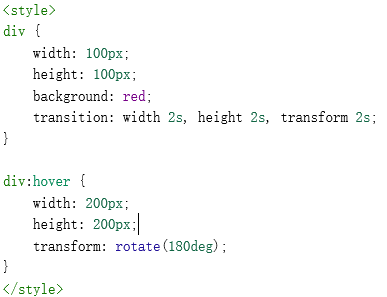 <style>
div {
    width: 100px;
    height: 100px;
    background: red;
    transition: width 2s, height 2s, transform 2s;
}

div:hover {
    width: 200px;
    height: 200px;
    transform: rotate(180deg);
}
</style>